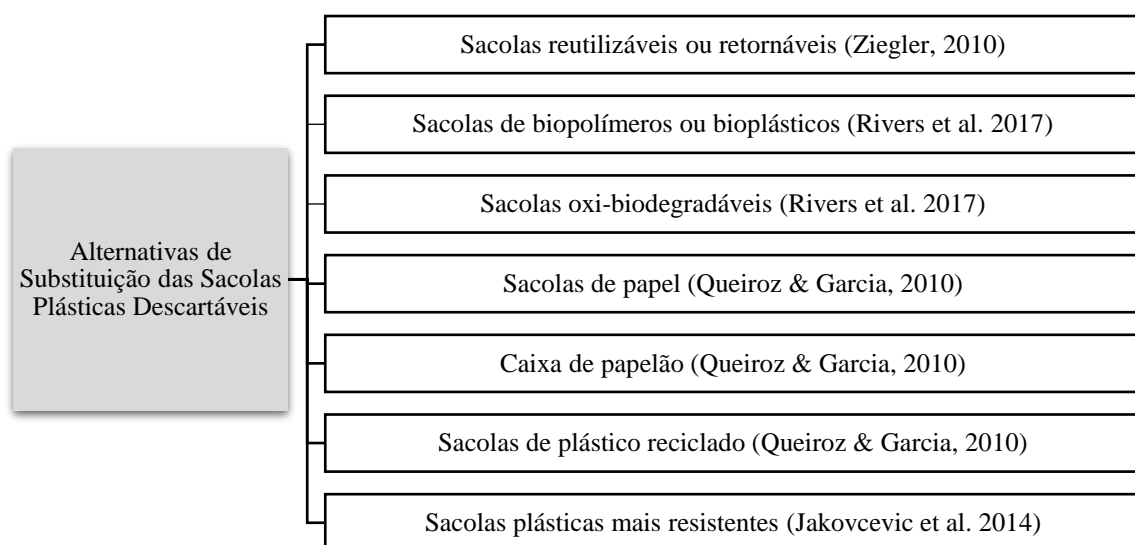 Sacolas reutilizáveis ou retornáveis (Ziegler, 2010)
Sacolas de biopolímeros ou bioplásticos (Rivers et al. 2017)
Sacolas oxi-biodegradáveis (Rivers et al. 2017)
Alternativas de
Substituição das Sacolas
Plásticas Descartáveis
Sacolas de papel (Queiroz & Garcia, 2010)
Caixa de papelão (Queiroz & Garcia, 2010)
Sacolas de plástico reciclado (Queiroz & Garcia, 2010)
Sacolas plásticas mais resistentes (Jakovcevic et al. 2014)